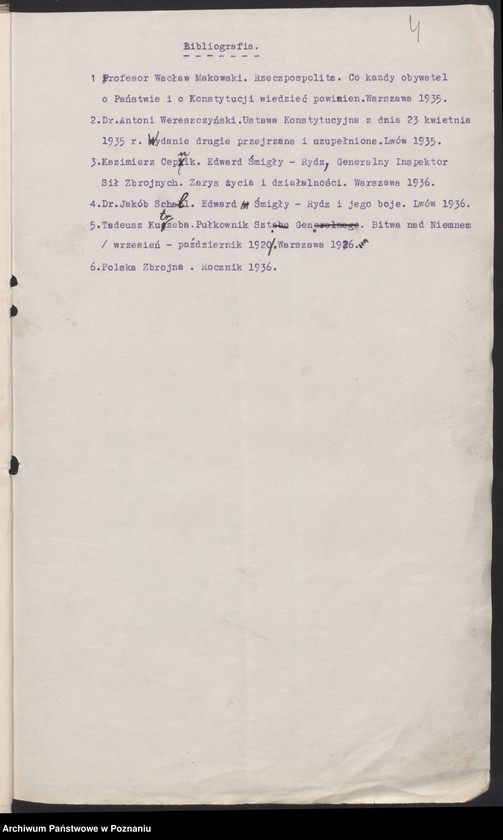 4
Bibliografia.
1 Profesor Wacław Makowski. Rzeczpospolita. Co każdy obywatel
o Państwie i o Konstytucji wiedzieć powinien.Warszawa 1935.
2.Dr.Antoni Wereszczyński.Ustawa Konstytucyjna z dnia 23 kwietnia
1935 r. Wydanie drugie przejrzane i uzupełnione.Lwów 1935.
3.Kazimierz Cepnik. Edward Śmigły - Rydz, Generalny Inspektor
Sił Zbrojnych. Zarys życia i działalności. Warszawa 1936.
4.Dr.Jakób Schall. Edward Śmigły - Rydz i jego boje. Lwów 1936.
5.Tadeusz Kutrzeba.Pułkownik Sztabu Generalnego. Bitwa nad Niemnem
/ wrzesień - październik 1920/.Warszawa 1926.
6.Polska Zbrojna . Rocznik 1936.
Archiwum Państwowe w Poznaniu